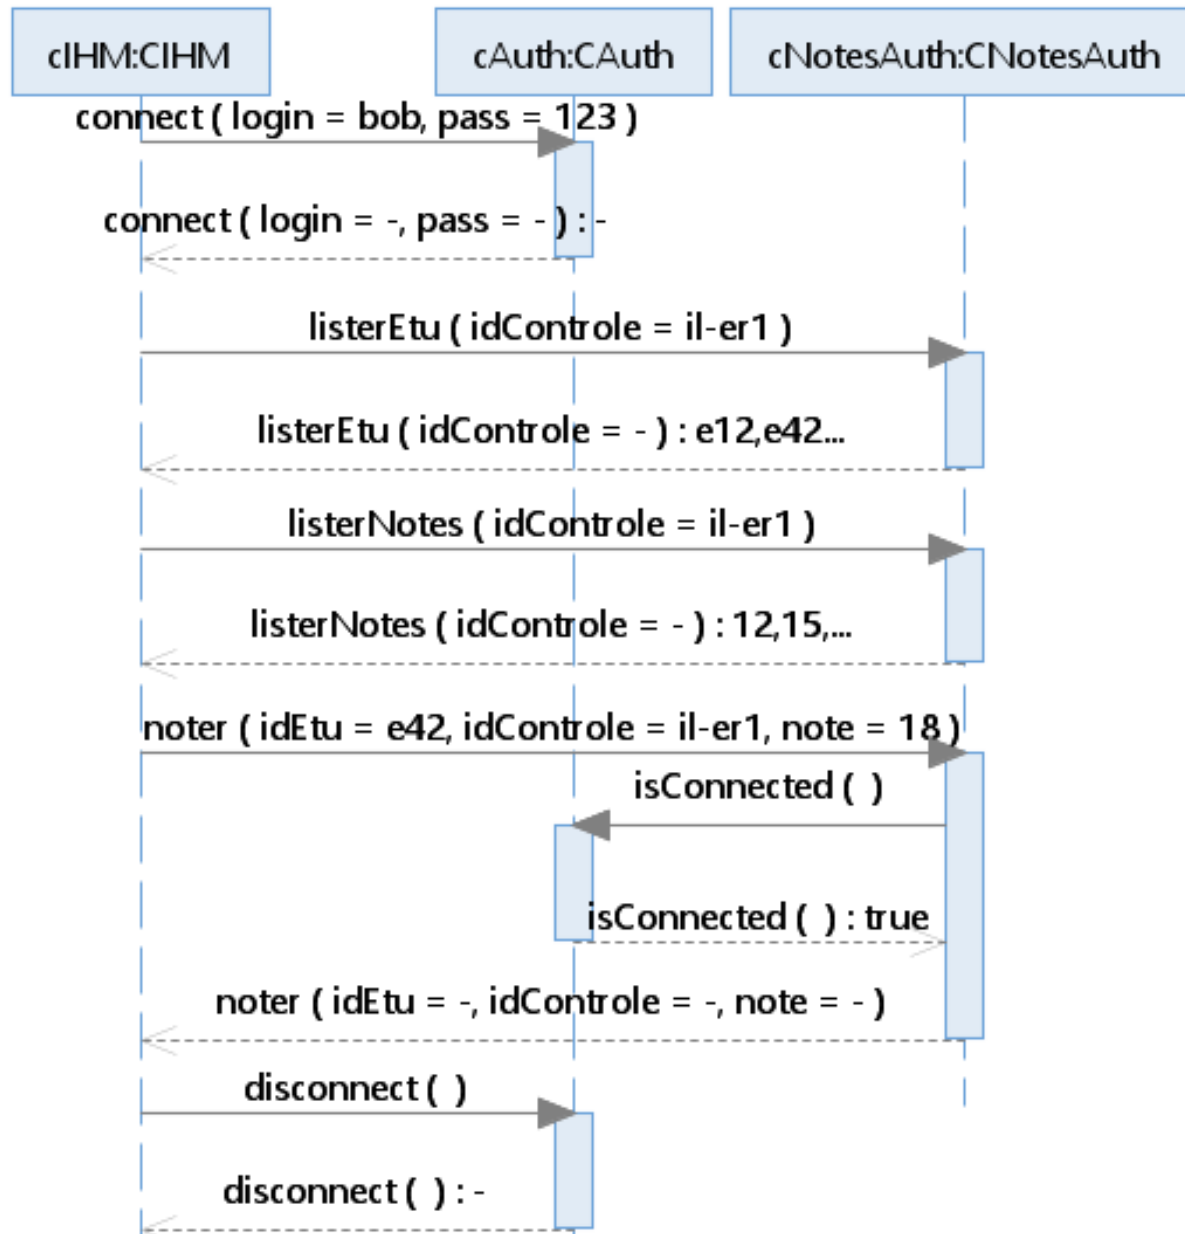 cIHM:CIHM
cAuth:CAuth
cNotesAuth:CNotesAuth
connect ( login = bob, pass = 123 )
connect ( login = -, pass = - ) : -
listerEtu ( idControle = il-er1 )
listerEtu ( idControle = - ) : e12,e42...
listerNotes ( idControle = il-er1 )
listerNotes ( idControle = - ) : 12,15,...
noter ( idEtu = e42, idControle = il-er1, note = 18 )
isConnected ( )
isConnected ( ) : true
noter ( idEtu = -, idControle = -, note = - )
disconnect ( )
disconnect ( ) : -